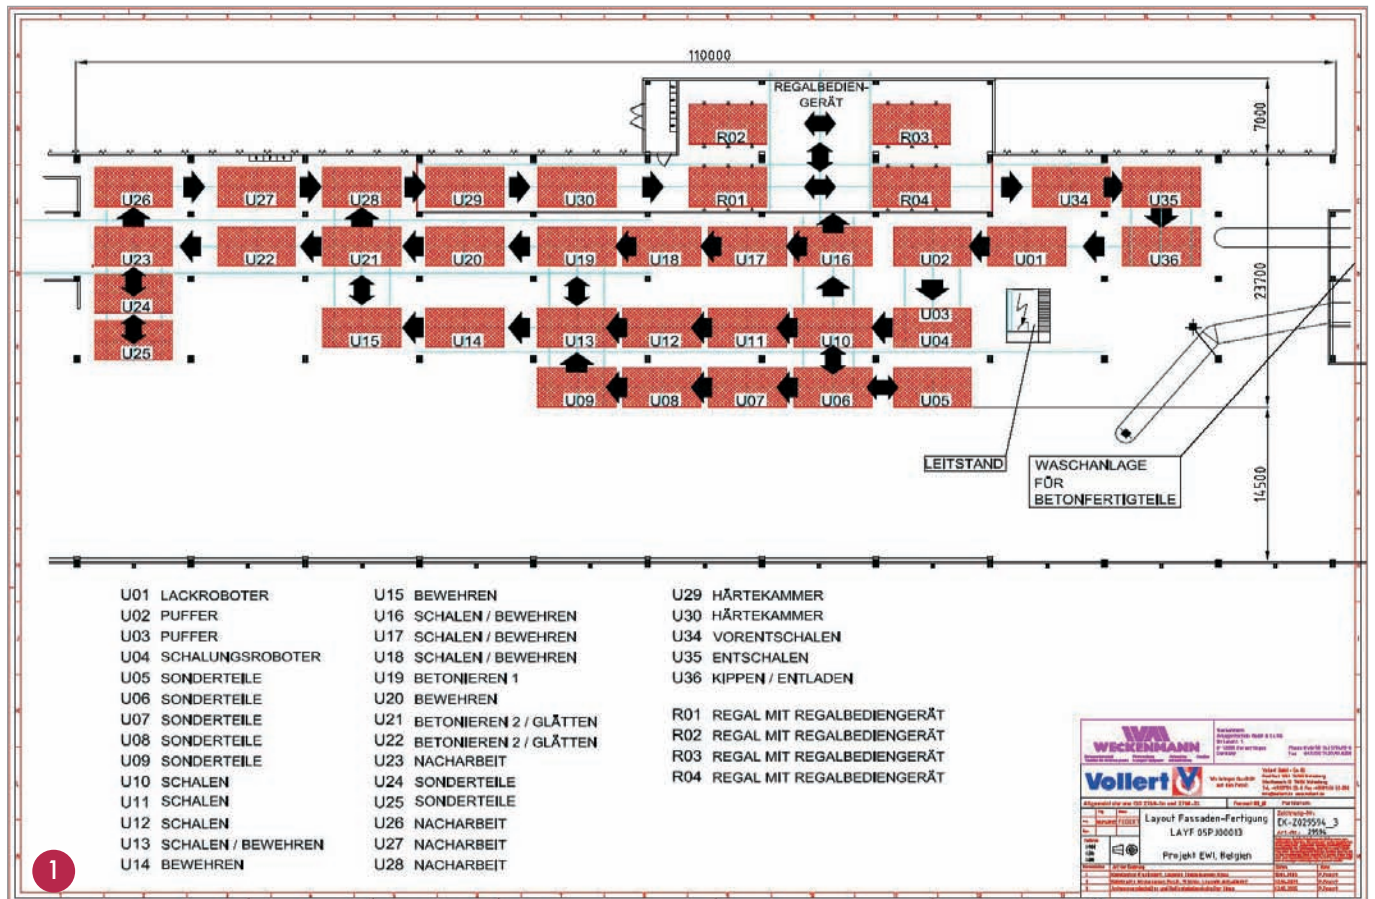 110000
REGALBEDIEN-
GERÄT
7000
R02
R03
U26
U27
U28
U29
U30
R01
R04
U34
U35
U23
U22
U21
U20
U19
U18
U17
U16
U02
U01
U36
23700
U24
U03
U25
U15
U14
U13
U12
U11
U10
U04
U09
U08
U07
U06
U05
LEITSTAND
WASCHANLAGE
FÜR
BETONFERTIGTEILE
14500
U01 LACKROBOTER
U02 PUFFER
U03 PUFFER
U04 SCHALUNGSROBOTER
U05 SONDERTEILE
U06 SONDERTEILE
U07 SONDERTEILE
U08 SONDERTEILE
U09 SONDERTEILE
U10 SCHALEN
U11 SCHALEN
U12 SCHALEN
U13 SCHALEN / BEWEHREN
U14 BEWEHREN
U15 BEWEHREN
U16 SCHALEN / BEWEHREN
U17 SCHALEN / BEWEHREN
U18 SCHALEN / BEWEHREN
U19 BETONIEREN 1
U20 BEWEHREN
U21 BETONIEREN 2 / GLÄTTEN
U22 BETONIEREN 2 / GLÄTTEN
U23 NACHARBEIT
U24 SONDERTEILE
U25 SONDERTEILE
U26 NACHARBEIT
U27 NACHARBEIT
U28 NACHARBEIT
U29 HÄRTEKAMMER
U30 HÄRTEKAMMER
U34 VORENTSCHALEN
U35 ENTSCHALEN
U36 KIPPEN / ENTLADEN
R01 REGAL MIT REGALBEDIENGERÄT
R02 REGAL MIT REGALBEDIENGERÄT
R03 REGAL MIT REGALBEDIENGERÄT
R04 REGAL MIT REGALBEDIENGERÄT
WECKENMANN
Vollert
Layout Fassaden-Fertigung
LAYF 05PJ00013
Projekt EWI, Belgien
EK-Z029594_3
29594
1